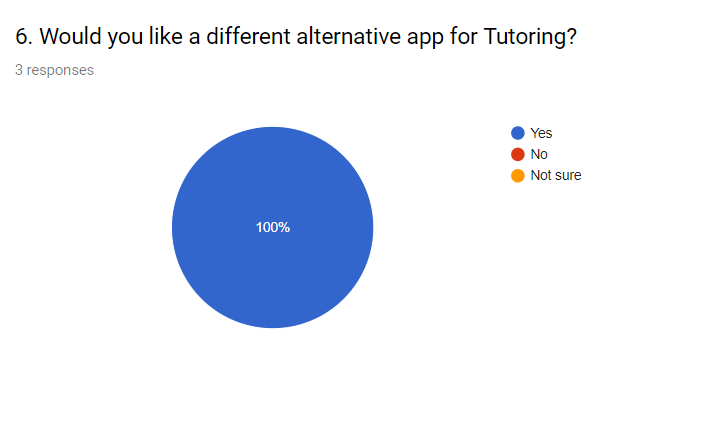 6. Would you like a different alternative app for Tutoring?
3 responses
100%
Yes
No
Not sure